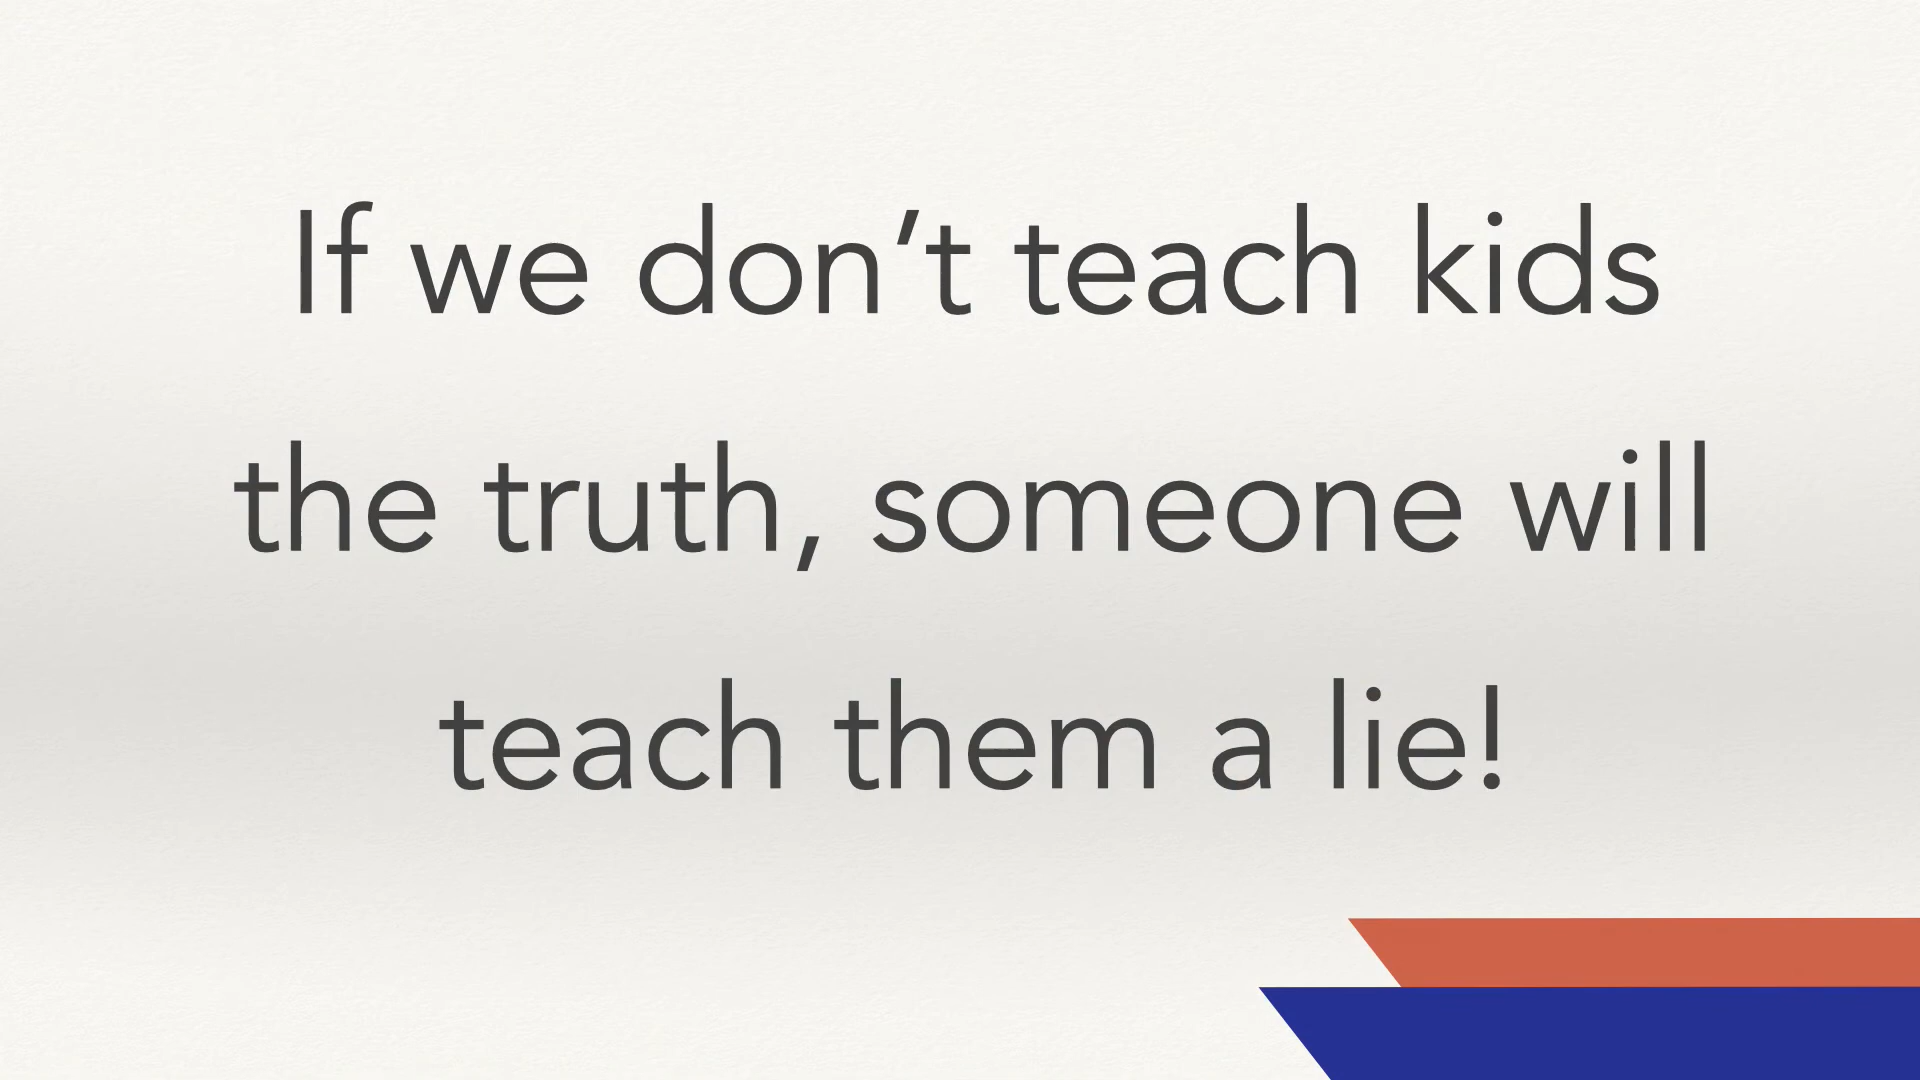 If we don’t teach kids
the truth, someone will
teach them a lie!